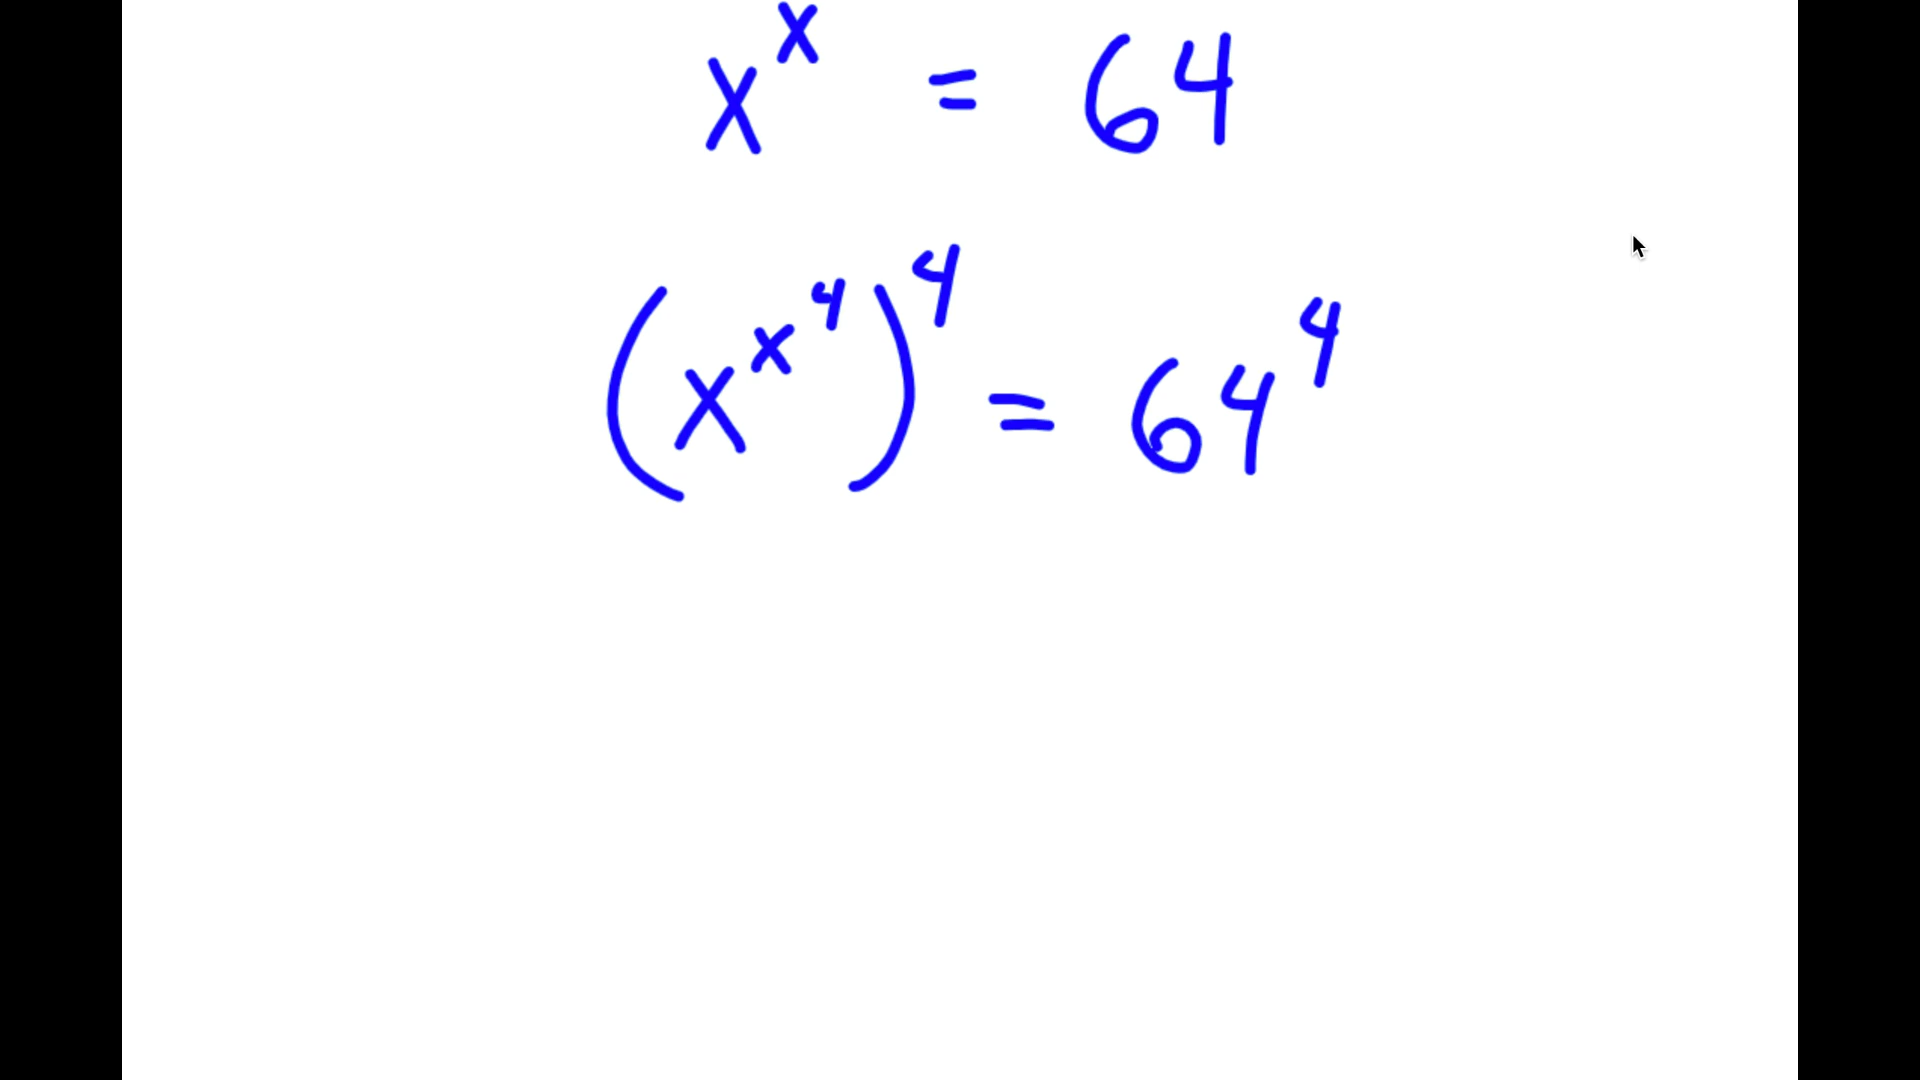 x^x = 64
(x^x^4)^4 = 64^4